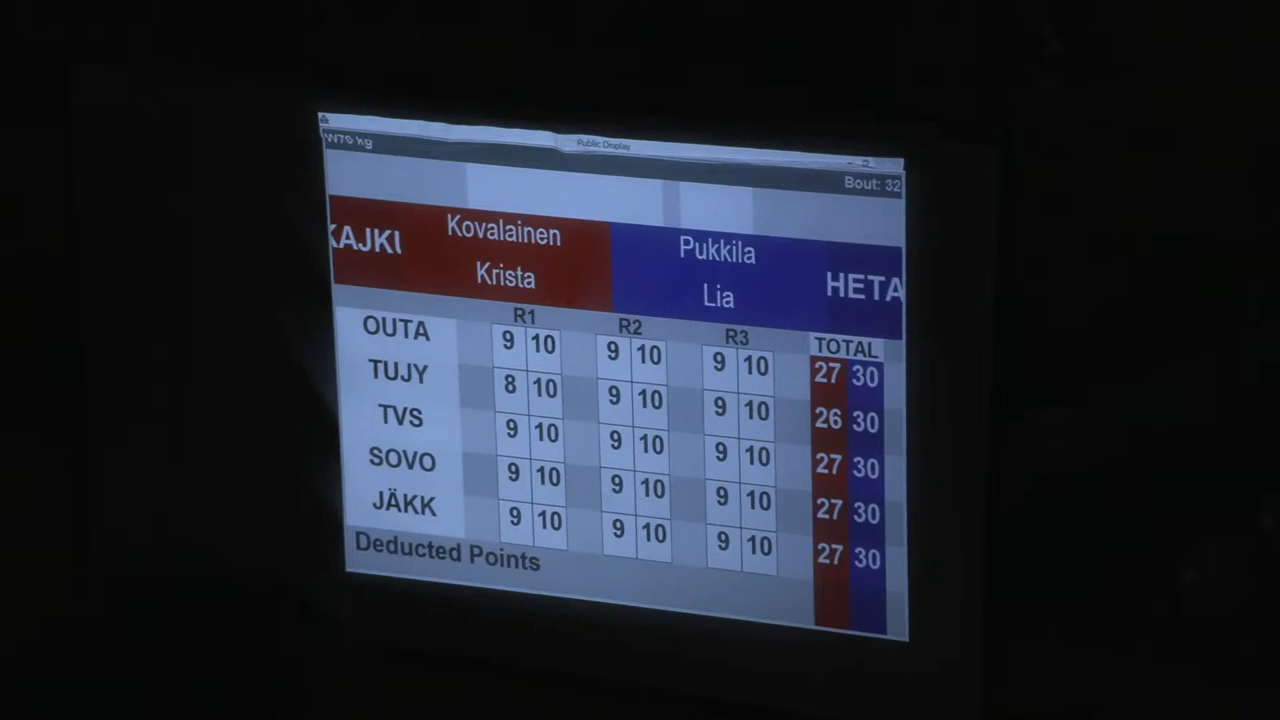 Public Display
W70 kg
Bout: 32
KAJKU Kovalainen Krista Pukkila Lia HETA
R1 R2 R3 TOTAL
OUTA 9 10 9 10 9 10 27 30
TUJY 8 10 9 10 9 10 26 30
TVS 9 10 9 10 9 10 27 30
SOVO 9 10 9 10 9 10 27 30
JÄKK 9 10 9 10 9 10 27 30
Deducted Points